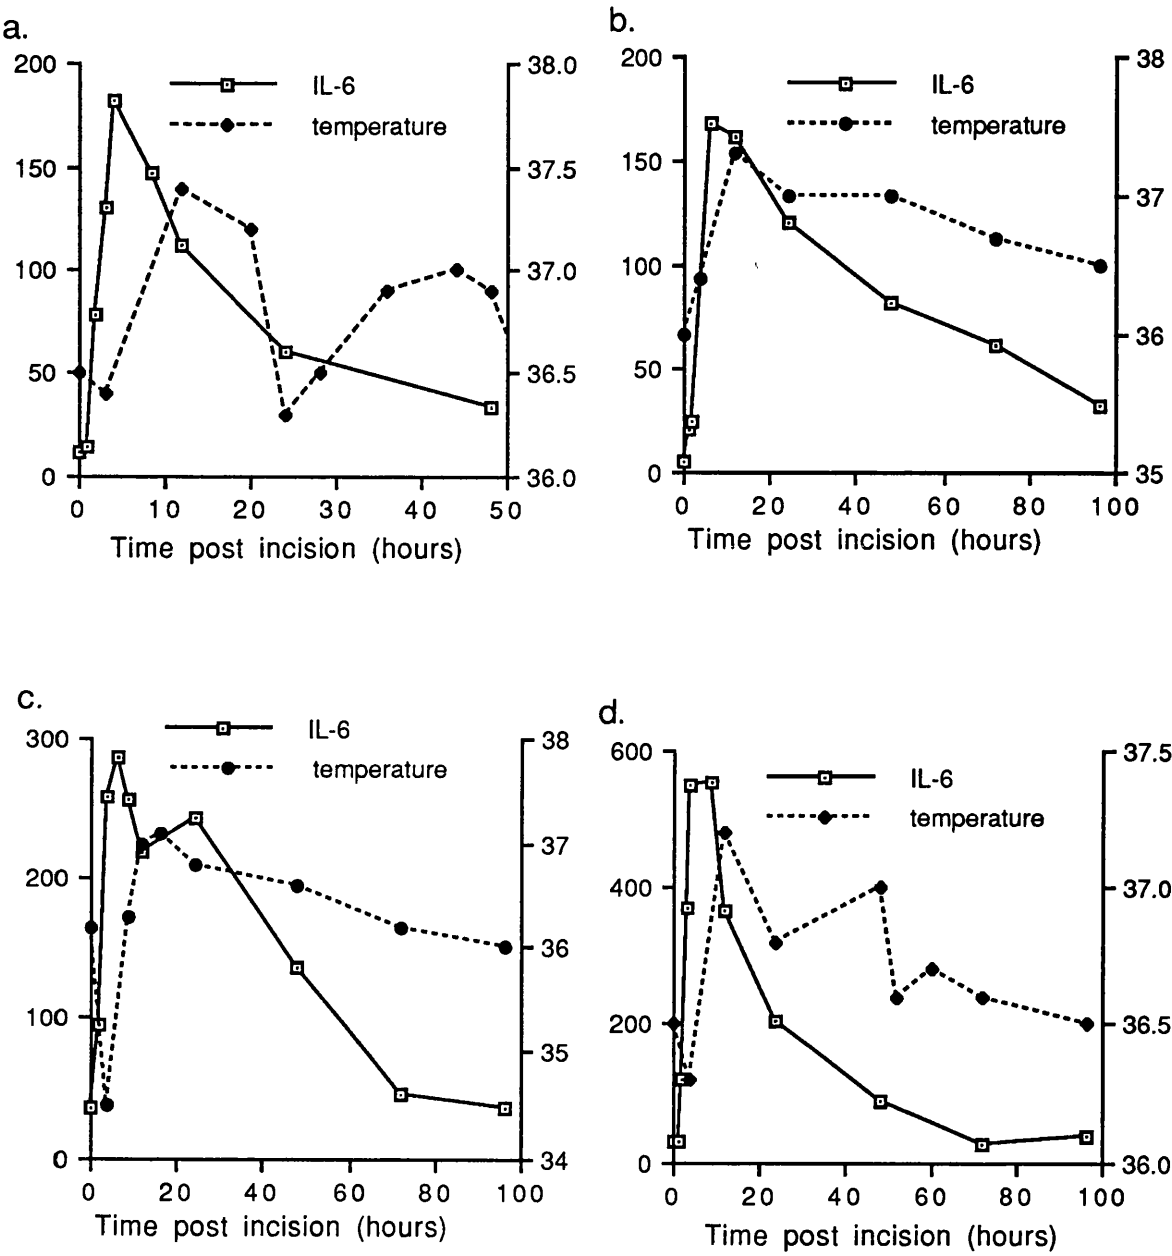 a.
200
150
100
50
0
38.0
37.5
37.0
36.5
36.0
IL-6
temperature
0 10 20 30 40 50
Time post incision (hours)
b.
200
150
100
50
0
38
37
36
35
IL-6
temperature
0 20 40 60 80 100
Time post incision (hours)
c.
300
200
100
0
38
37
36
35
34
IL-6
temperature
0 20 40 60 80 100
Time post incision (hours)
d.
600
400
200
0
37.5
37.0
36.5
36.0
IL-6
temperature
0 20 40 60 80 100
Time post incision (hours)